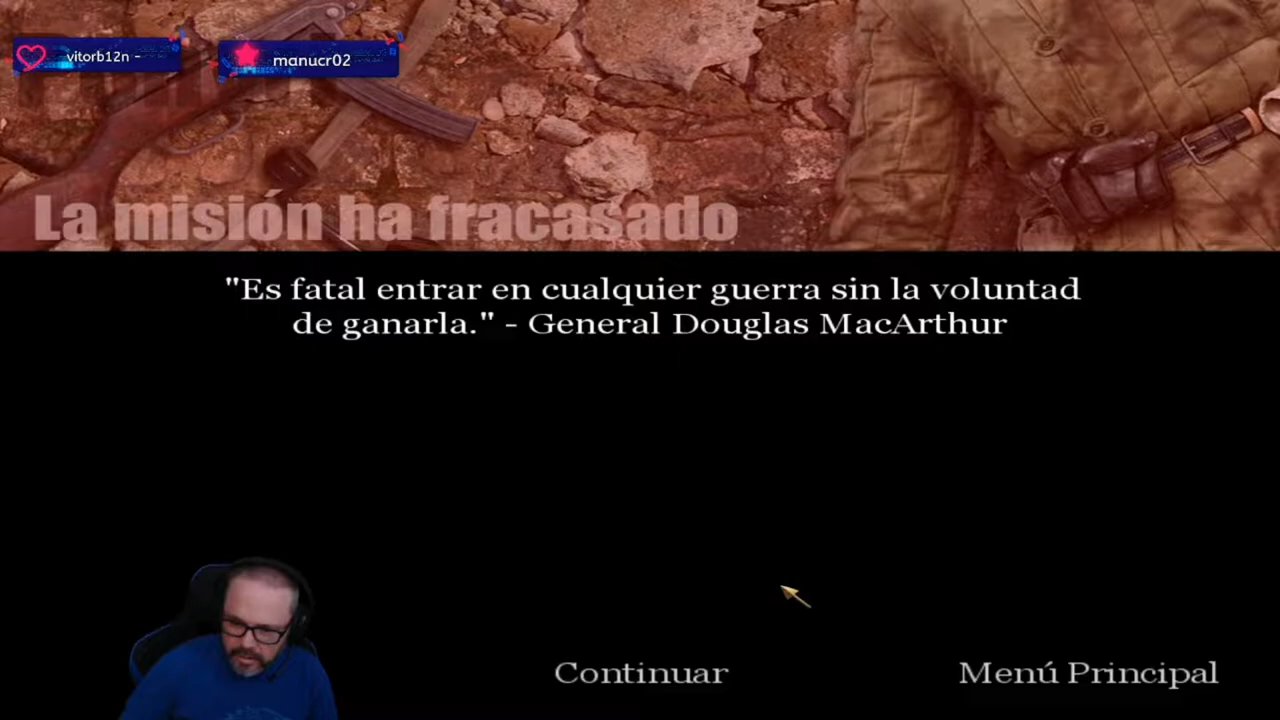 vitorb12n -
manucr02
La misión ha fracasado
"Es fatal entrar en cualquier guerra sin la voluntad
de ganarla." - General Douglas MacArthur
Continuar
Menú Principal